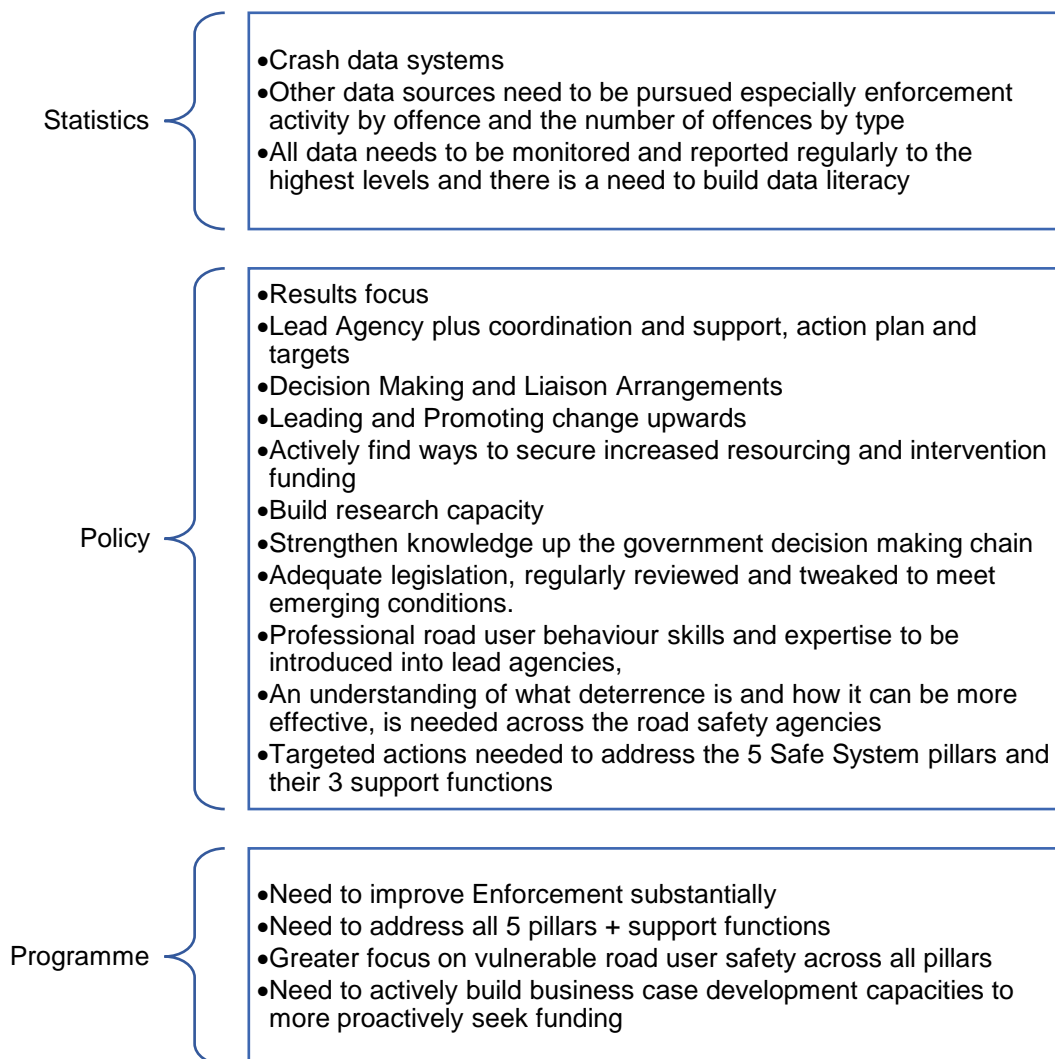 Statistics
•Crash data systems
•Other data sources need to be pursued especially enforcement
activity by offence and the number of offences by type
•All data needs to be monitored and reported regularly to the
highest levels and there is a need to build data literacy
Policy
•Results focus
•Lead Agency plus coordination and support, action plan and
targets
•Decision Making and Liaison Arrangements
•Leading and Promoting change upwards
•Actively find ways to secure increased resourcing and intervention
funding
•Build research capacity
•Strengthen knowledge up the government decision making chain
•Adequate legislation, regularly reviewed and tweaked to meet
emerging conditions.
•Professional road user behaviour skills and expertise to be
introduced into lead agencies,
•An understanding of what deterrence is and how it can be more
effective, is needed across the road safety agencies
•Targeted actions needed to address the 5 Safe System pillars and
their 3 support functions
Programme
•Need to improve Enforcement substantially
•Need to address all 5 pillars + support functions
•Greater focus on vulnerable road user safety across all pillars
•Need to actively build business case development capacities to
more proactively seek funding